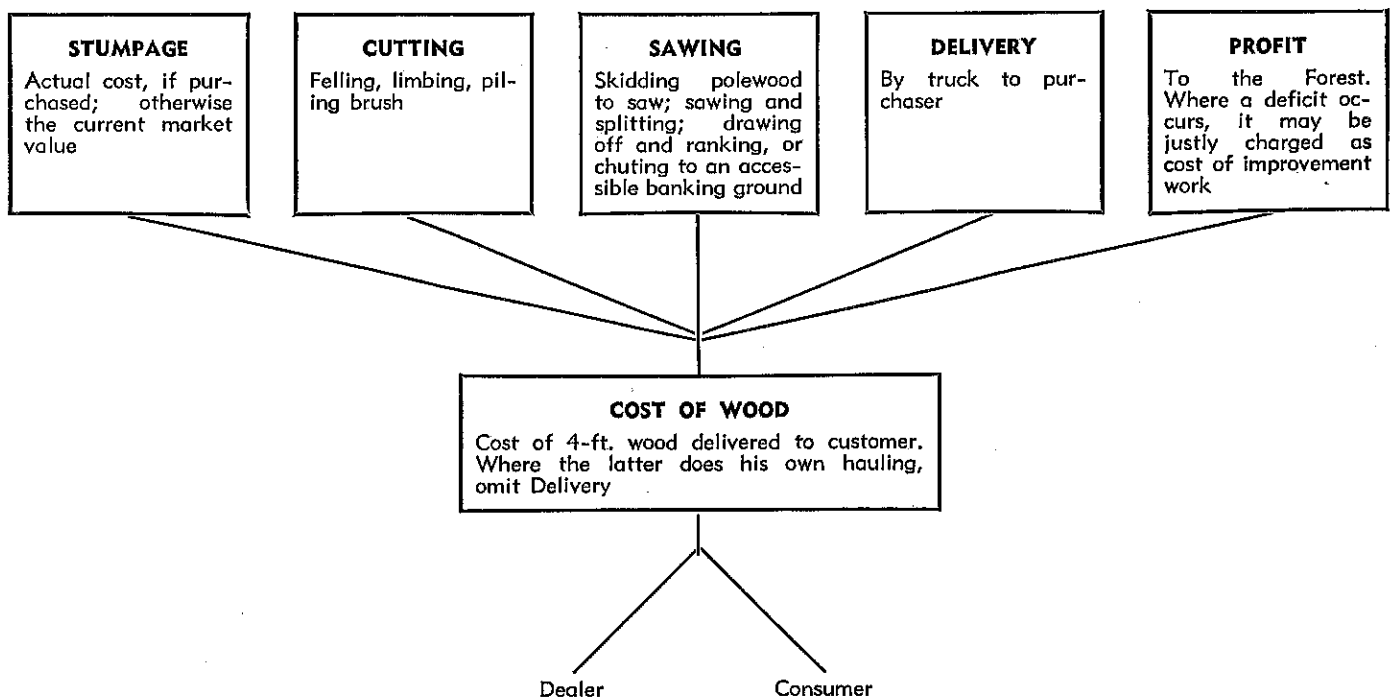 STUMPAGE
Actual cost, if pur-
chased; otherwise
the current market
value
CUTTING
Felling, limbing, pil-
ing brush
SAWING
Skidding polewood
to saw; sawing and
splitting; drawing
off and ranking, or
chuting to an acces-
sible banking ground
DELIVERY
By truck to pur-
chaser
PROFIT
To the Forest.
Where a deficit oc-
curs, it may be
justly charged as
cost of improvement
work
COST OF WOOD
Cost of 4-ft. wood delivered to customer.
Where the latter does his own hauling,
omit Delivery
Dealer
Consumer